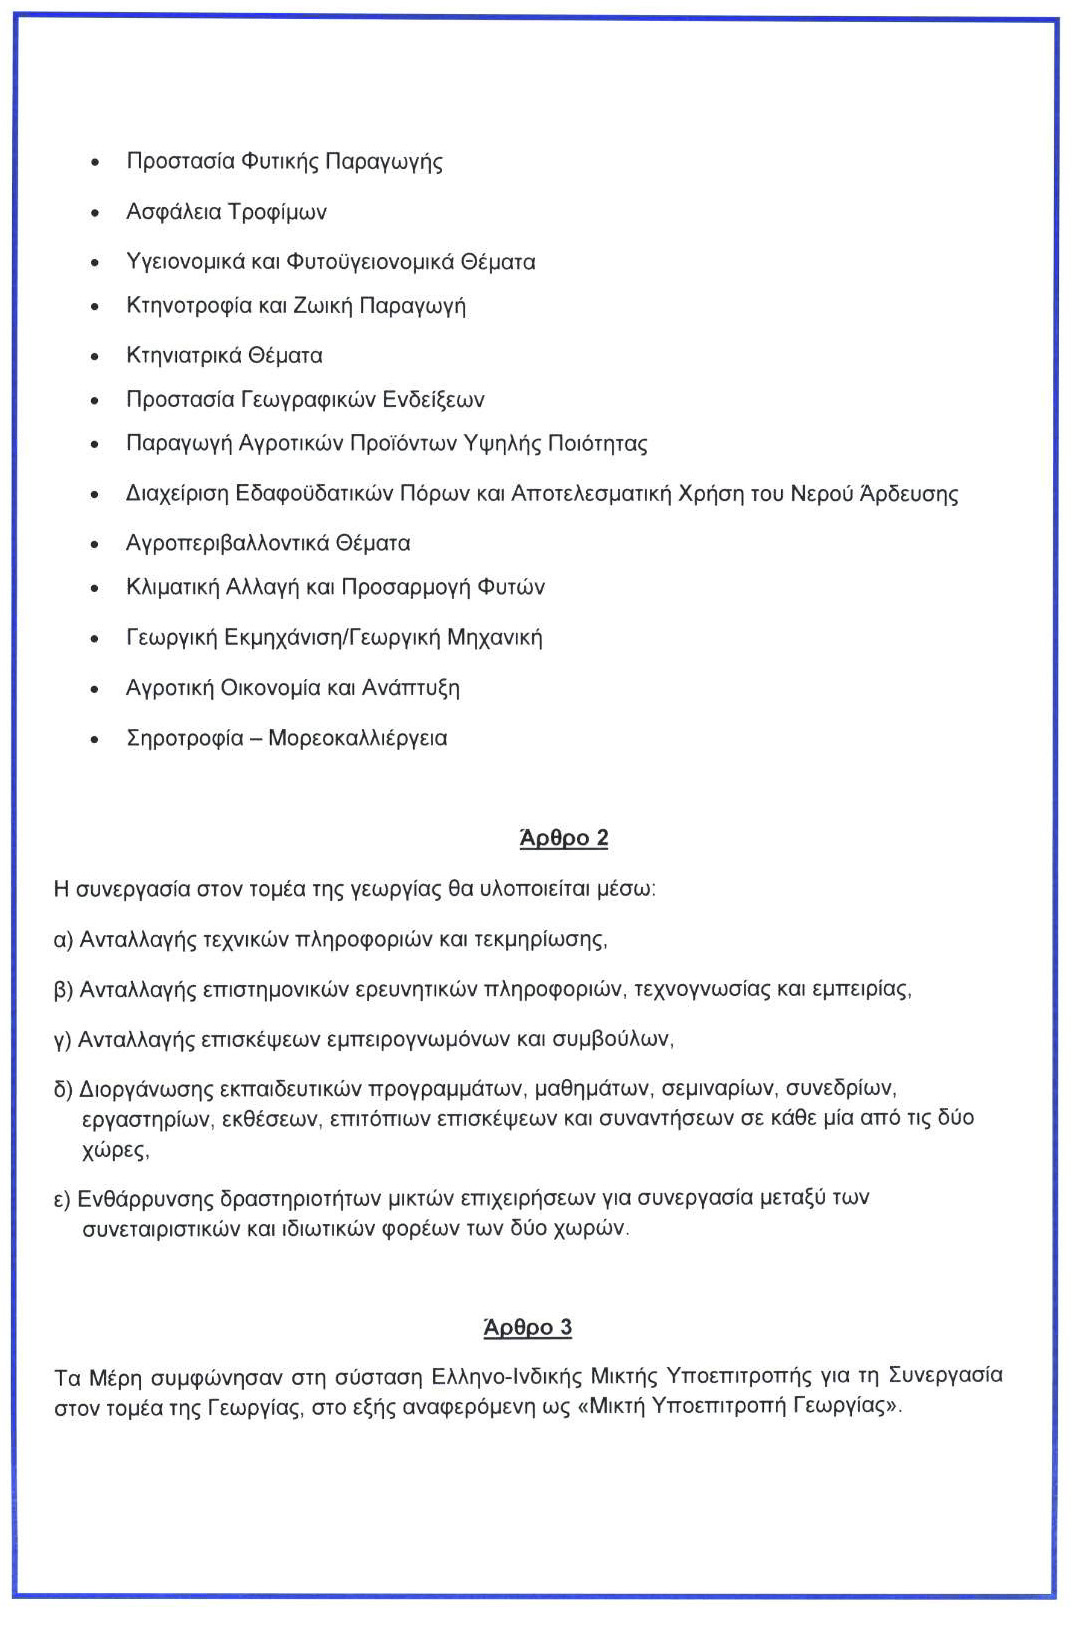 • Προστασία Φυτικής Παραγωγής
• Ασφάλεια Τροφίμων
• Υγειονομικά και Φυτοϋγειονομικά Θέματα
• Κτηνοτροφία και Ζωική Παραγωγή
• Κτηνιατρικά Θέματα
• Προστασία Γεωγραφικών Ενδείξεων
• Παραγωγή Αγροτικών Προϊόντων Υψηλής Ποιότητας
• Διαχείριση Εδαφοϋδατικών Πόρων και Αποτελεσματική Χρήση του Νερού Άρδευσης
• Αγροπεριβαλλοντικά Θέματα
• Κλιματική Αλλαγή και Προσαρμογή Φυτών
• Γεωργική Εκμηχάνιση/Γεωργική Μηχανική
• Αγροτική Οικονομία και Ανάπτυξη
• Σηροτροφία – Μορεοκαλλιέργεια
Άρθρο 2
Η συνεργασία στον τομέα της γεωργίας θα υλοποιείται μέσω:
α) Ανταλλαγής τεχνικών πληροφοριών και τεκμηρίωσης,
β) Ανταλλαγής επιστημονικών ερευνητικών πληροφοριών, τεχνογνωσίας και εμπειρίας,
γ) Ανταλλαγής επισκέψεων εμπειρογνωμόνων και συμβούλων,
δ) Διοργάνωσης εκπαιδευτικών προγραμμάτων, μαθημάτων, σεμιναρίων, συνεδρίων,
εργαστηρίων, εκθέσεων, επιτόπιων επισκέψεων και συναντήσεων σε κάθε μία από τις δύο
χώρες,
ε) Ενθάρρυνσης δραστηριοτήτων μικτών επιχειρήσεων για συνεργασία μεταξύ των
συνεταιριστικών και ιδιωτικών φορέων των δύο χωρών.
Άρθρο 3
Τα Μέρη συμφώνησαν στη σύσταση Ελληνο-Ινδικής Μικτής Υποεπιτροπής για τη Συνεργασία
στον τομέα της Γεωργίας, στο εξής αναφερόμενη ως «Μικτή Υποεπιτροπή Γεωργίας».